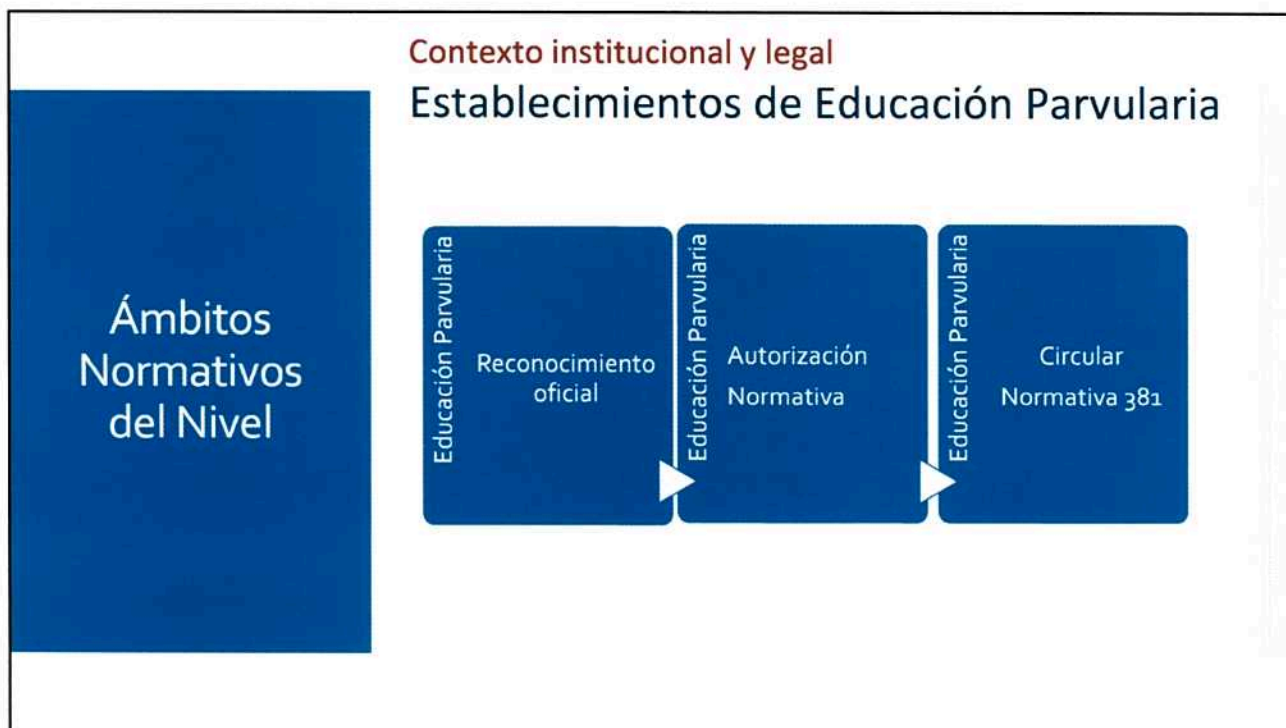 Contexto institucional y legal
Establecimientos de Educación Parvularia
Ámbitos
Normativos
del Nivel
Educación Parvularia
Reconocimiento
oficial
Educación Parvularia
Autorización
Normativa
Educación Parvularia
Circular
Normativa 381